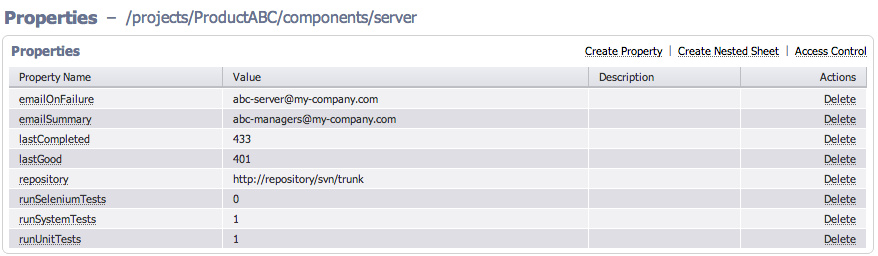 Properties – /projects/ProductABC/components/server
Properties Create Property | Create Nested Sheet | Access Control
Property Name Value Description Actions
emailOnFailure abc-server@my-company.com Delete
emailSummary abc-managers@my-company.com Delete
lastCompleted 433 Delete
lastGood 401 Delete
repository http://repository/svn/trunk Delete
runSeleniumTests 0 Delete
runSystemTests 1 Delete
runUnitTests 1 Delete